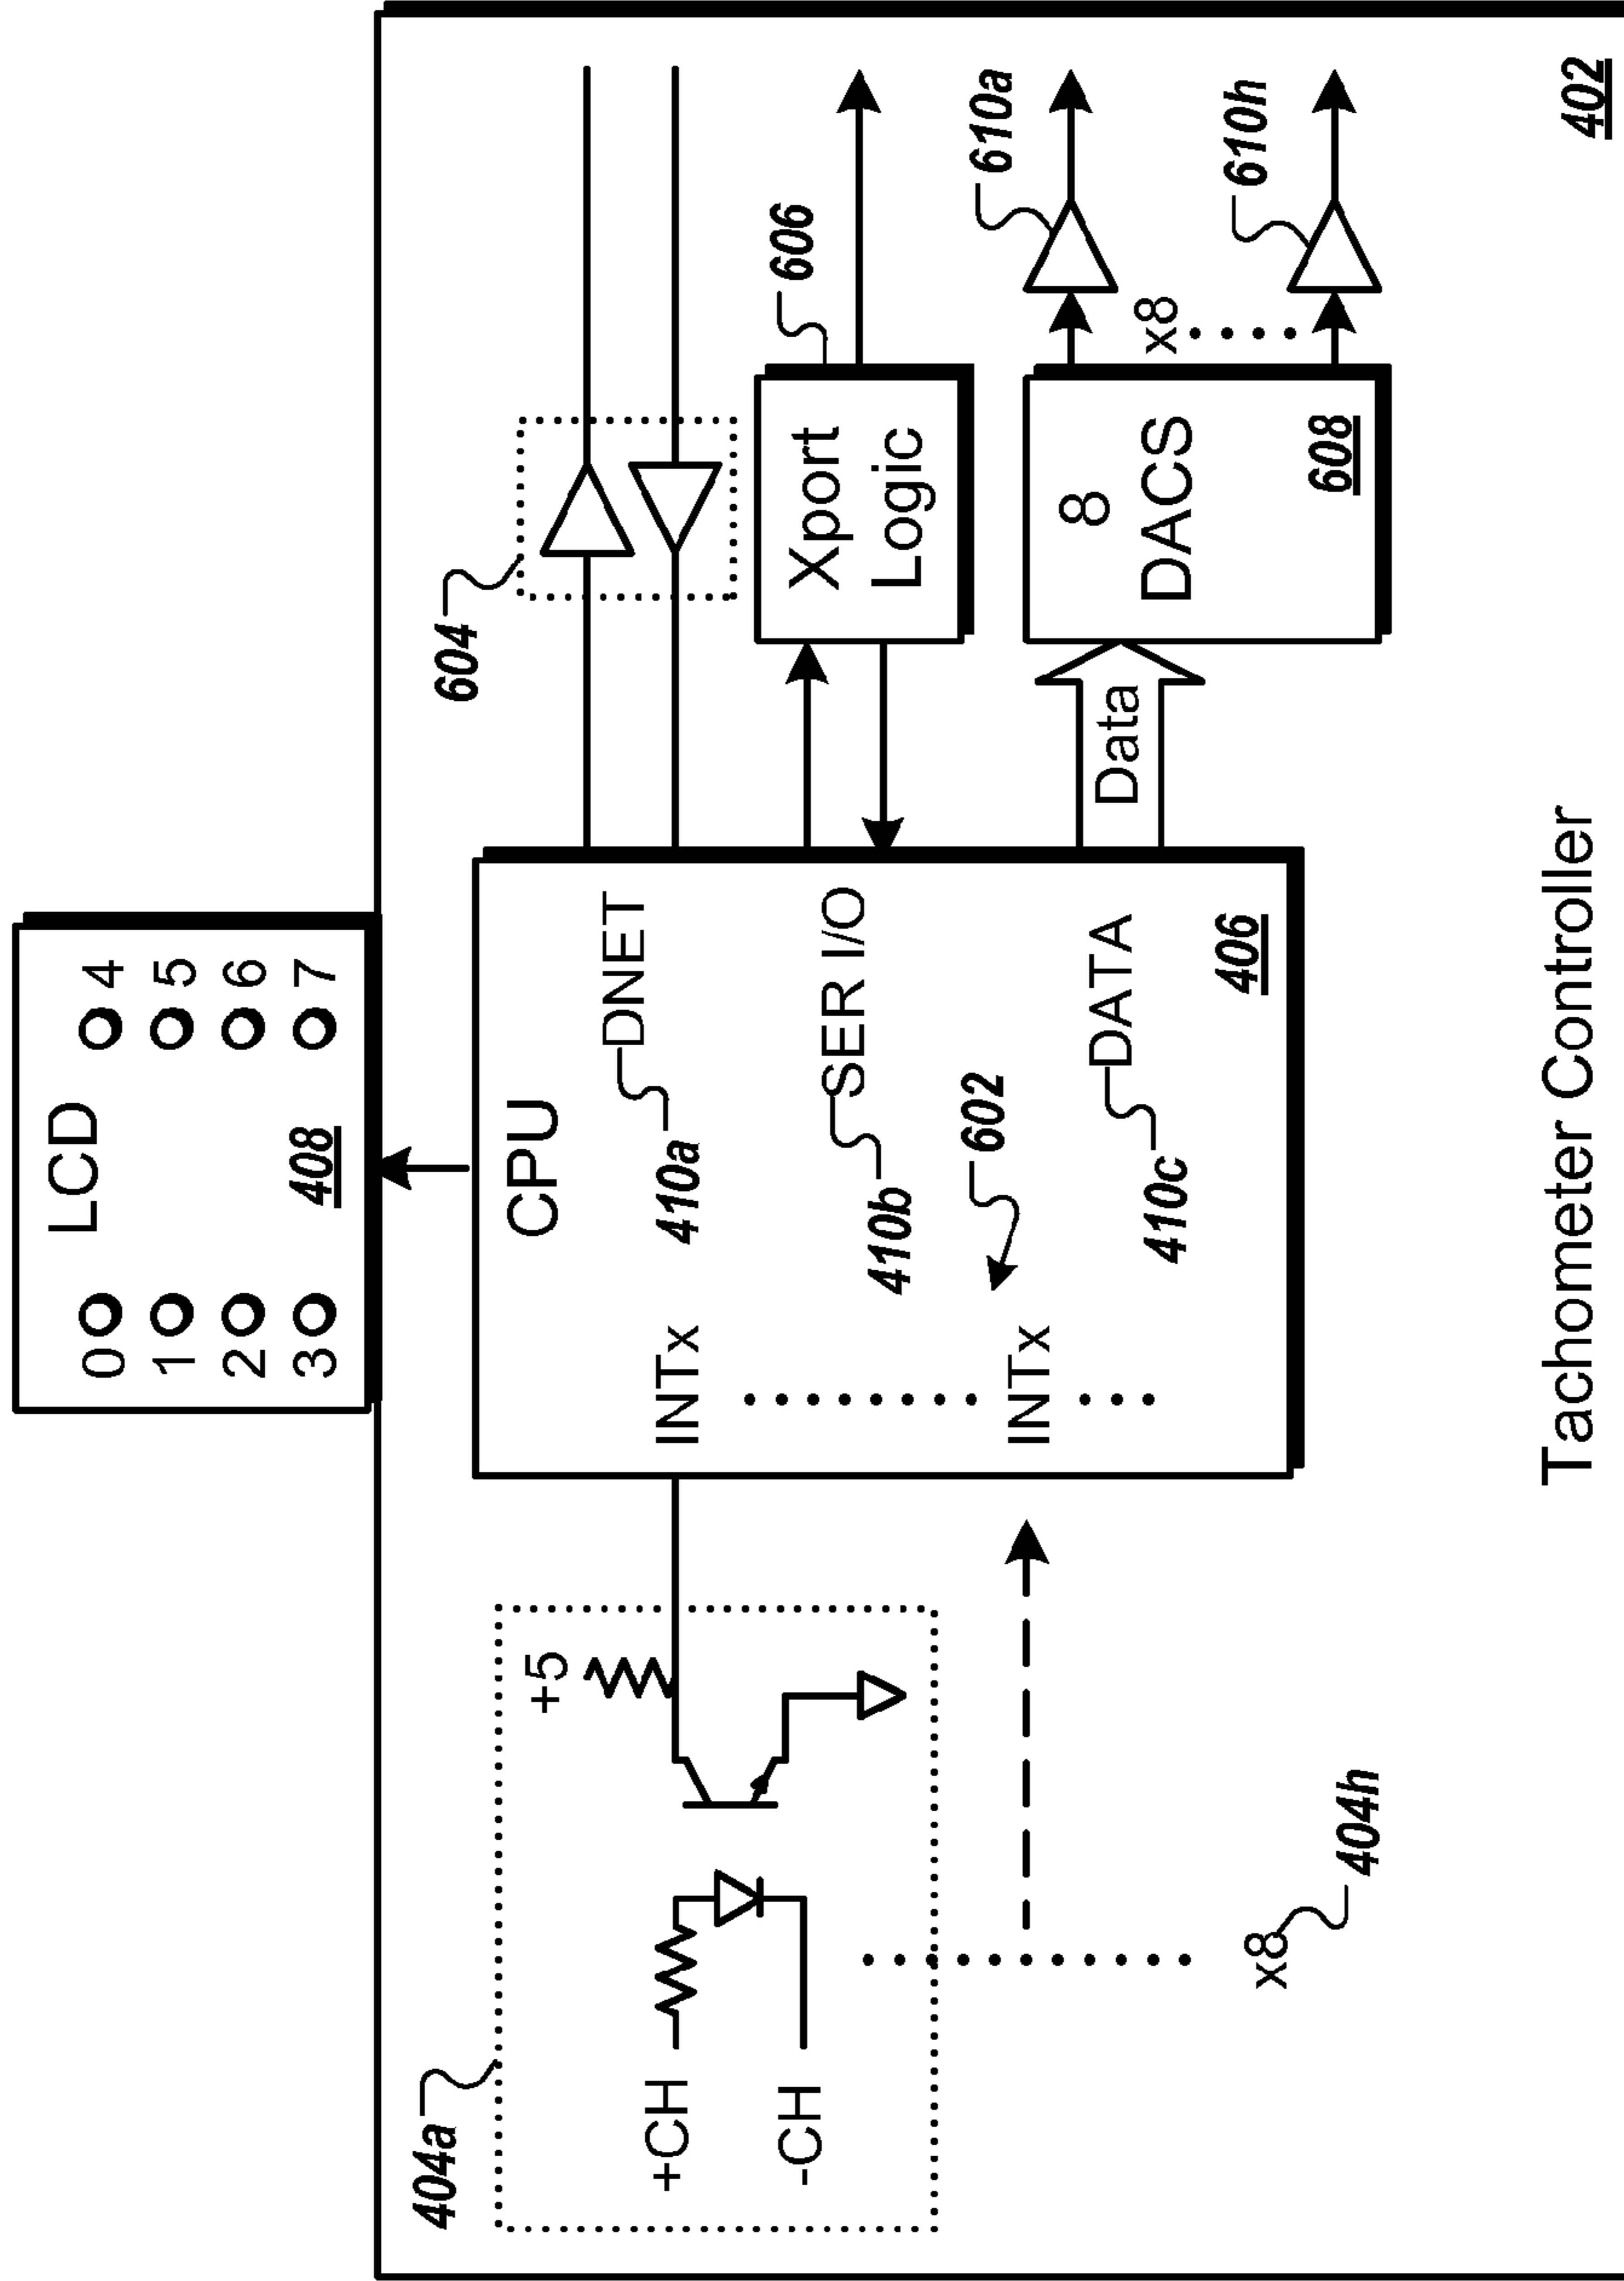 LCD
0 4
1 5
2 6
3 7
408
404a
+CH
-CH
+5
x8
404h
CPU
INTx
INTx
DNET
410a
SER I/O
410b
602
DATA
410c
406
604
Xport
Logic
606
Data
8
DACS
608
x8
610a
610h
Tachometer Controller
402